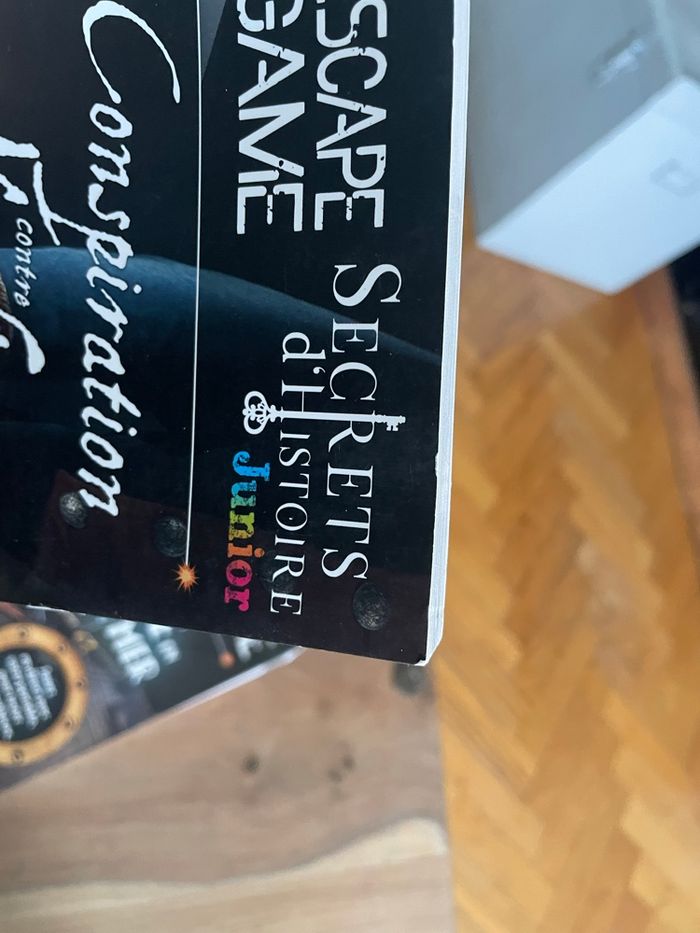 ESCAPE
GAME
SECRETS
d'HISTOIRE
Junior
Conspiration
contre